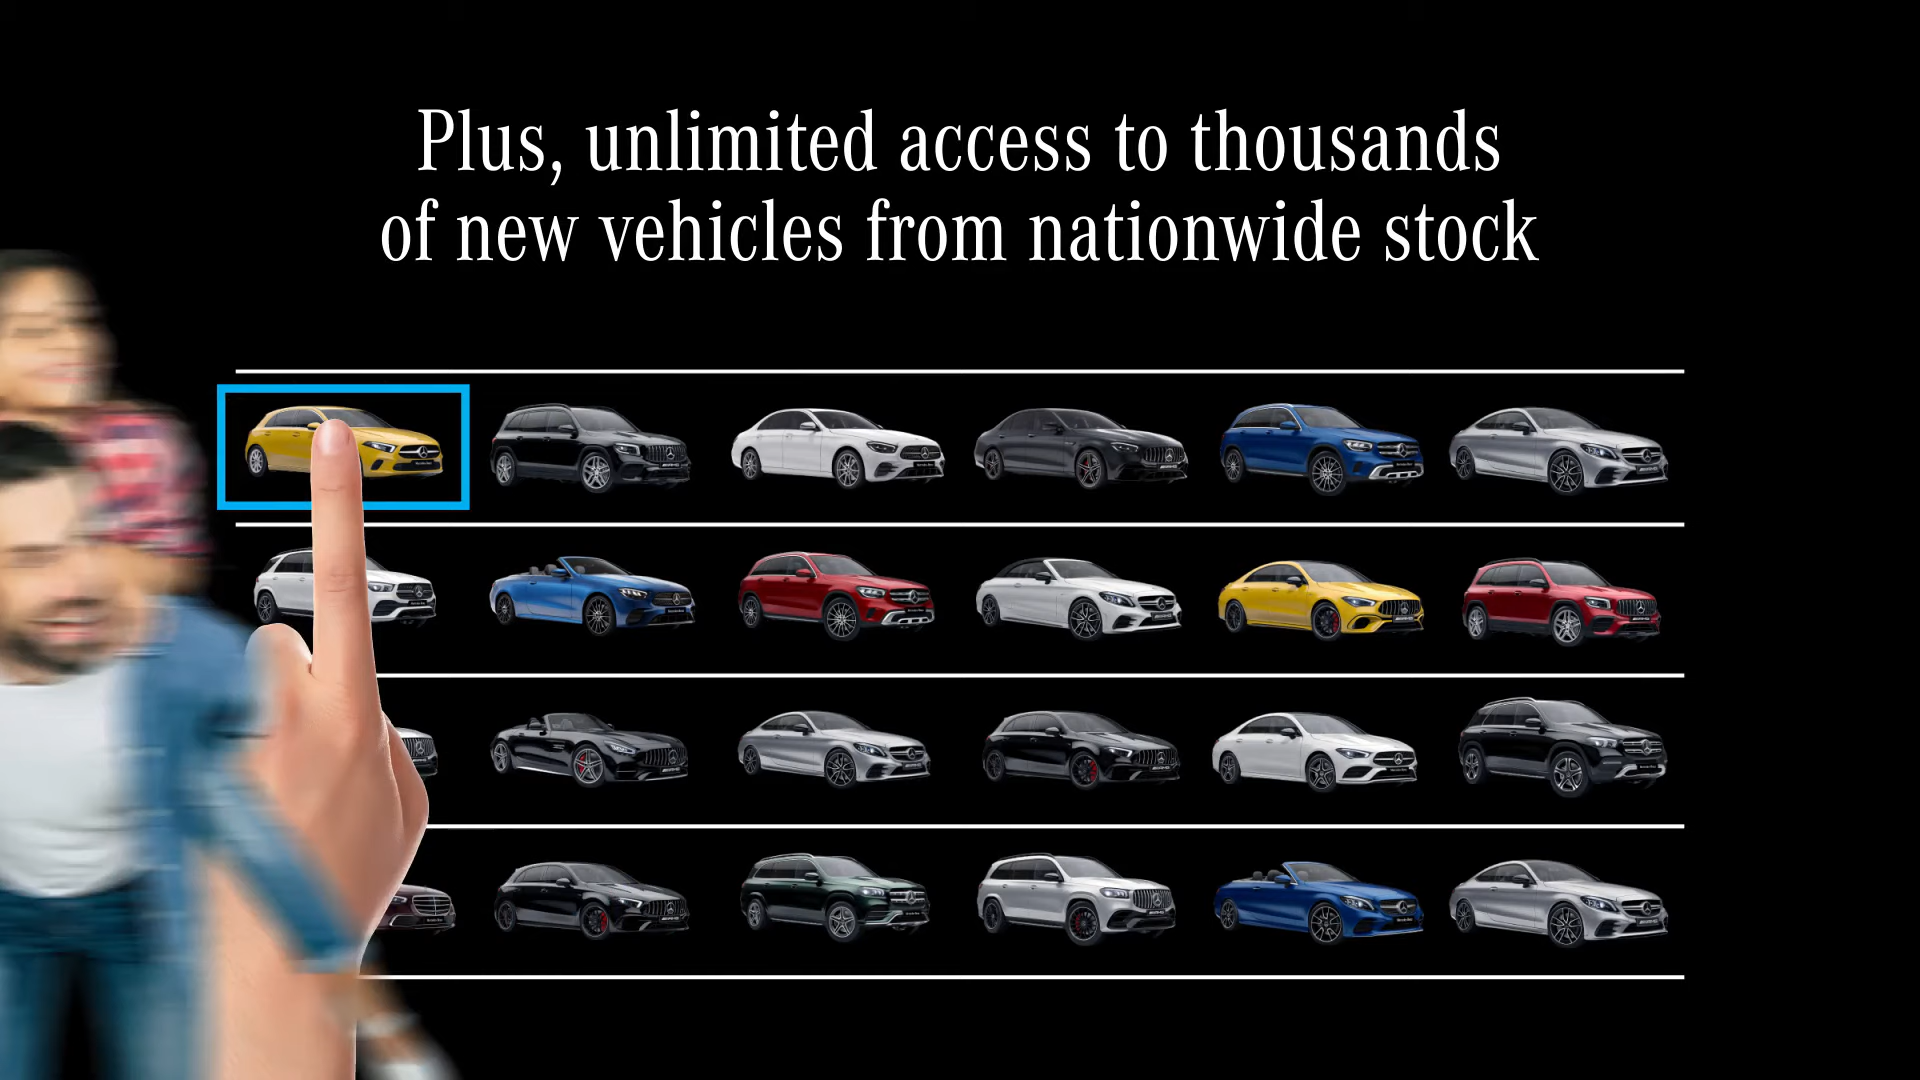 Plus, unlimited access to thousands
of new vehicles from nationwide stock